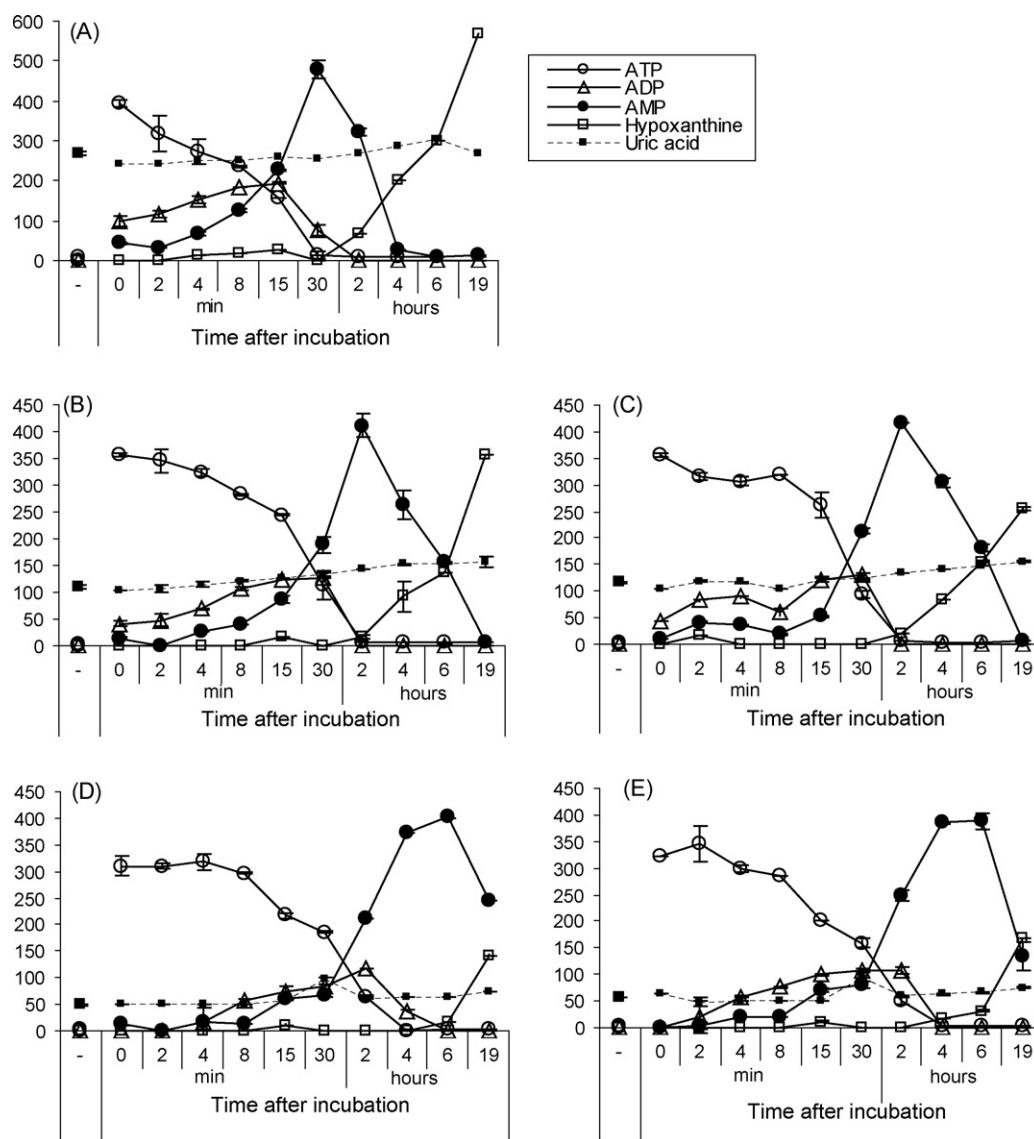 (A)
600
500
400
300
200
100
0
- 0 2 4 8 15 30 2 4 6 19
min hours
Time after incubation
ATP
ADP
AMP
Hypoxanthine
Uric acid
(B)
450
400
350
300
250
200
150
100
50
0
- 0 2 4 8 15 30 2 4 6 19
min hours
Time after incubation
(C)
450
400
350
300
250
200
150
100
50
0
- 0 2 4 8 15 30 2 4 6 19
min hours
Time after incubation
(D)
450
400
350
300
250
200
150
100
50
0
- 0 2 4 8 15 30 2 4 6 19
min hours
Time after incubation
(E)
450
400
350
300
250
200
150
100
50
0
- 0 2 4 8 15 30 2 4 6 19
min hours
Time after incubation